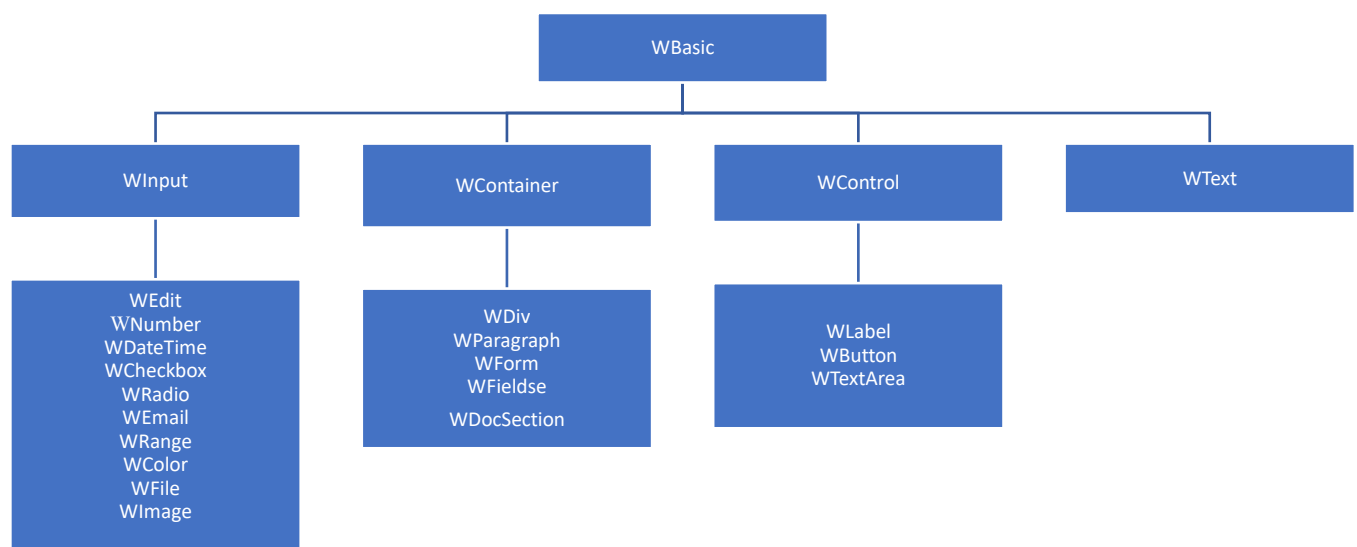 WBasic
WInput
WContainer
WControl
WText
WEdit
WNumber
WDateTime
WCheckbox
WRadio
WEmail
WRange
WColor
WFile
WImage
WDiv
WParagraph
WForm
WFieldse
WDocSection
WLabel
WButton
WTextArea